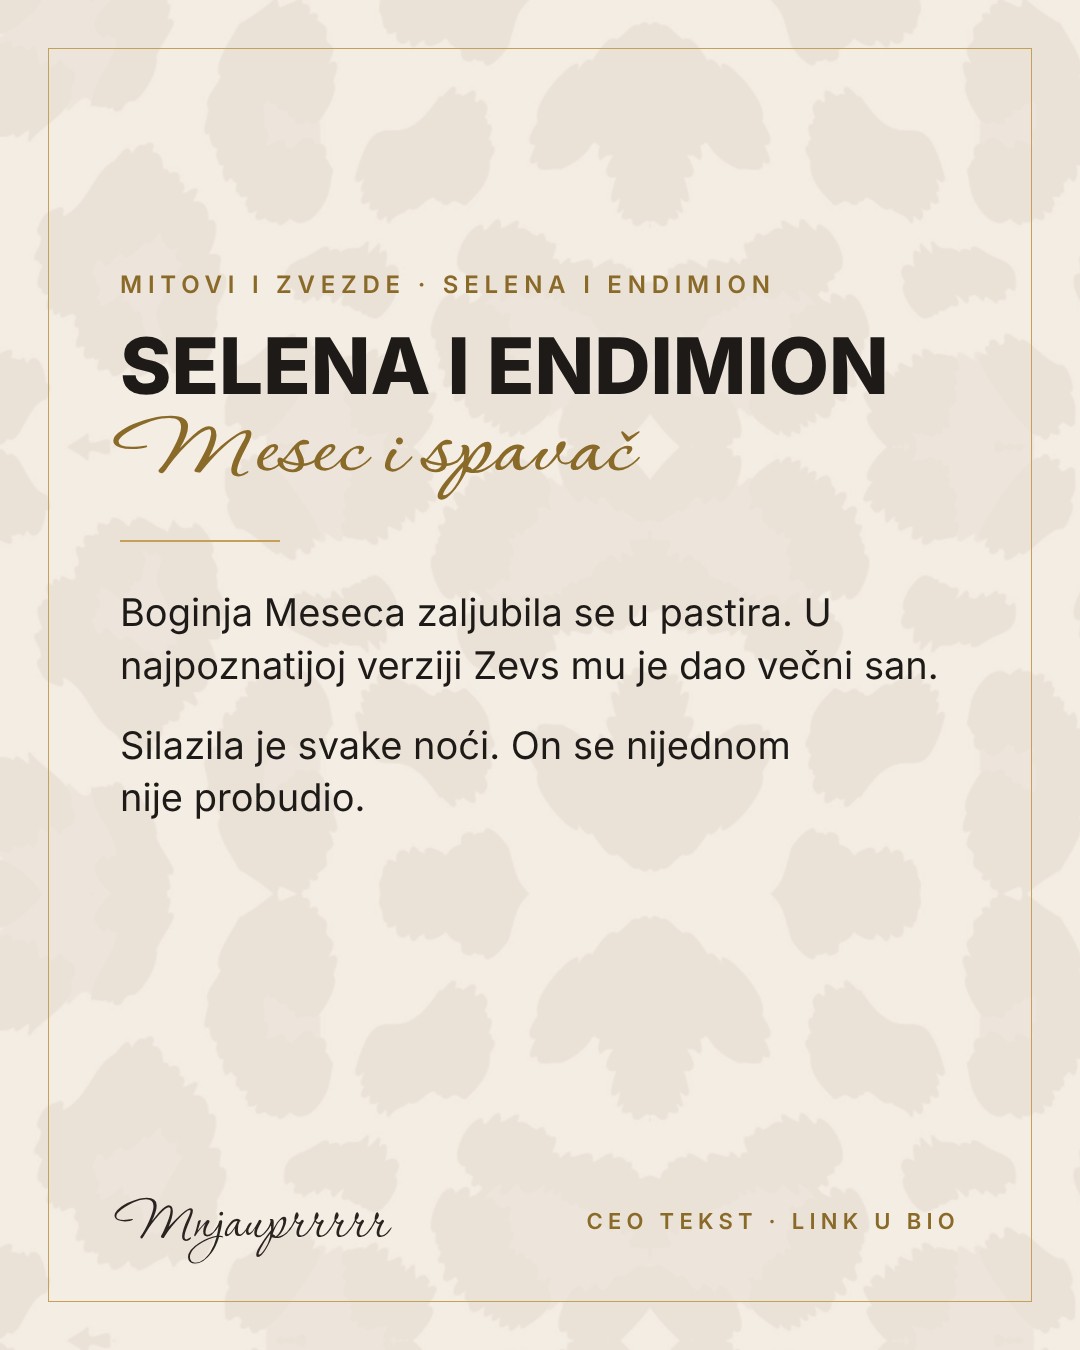 MITOVI I ZVEZDE · SELENA I ENDIMION
SELENA I ENDIMION
Mesec i spavač
Boginja Meseca zaljubila se u pastira. U
najpoznatijoj verziji Zevs mu je dao večni san.
Silazila je svake noći. On se nijednom
nije probudio.
Mnjauprrrrr
CEO TEKST · LINK U BIO